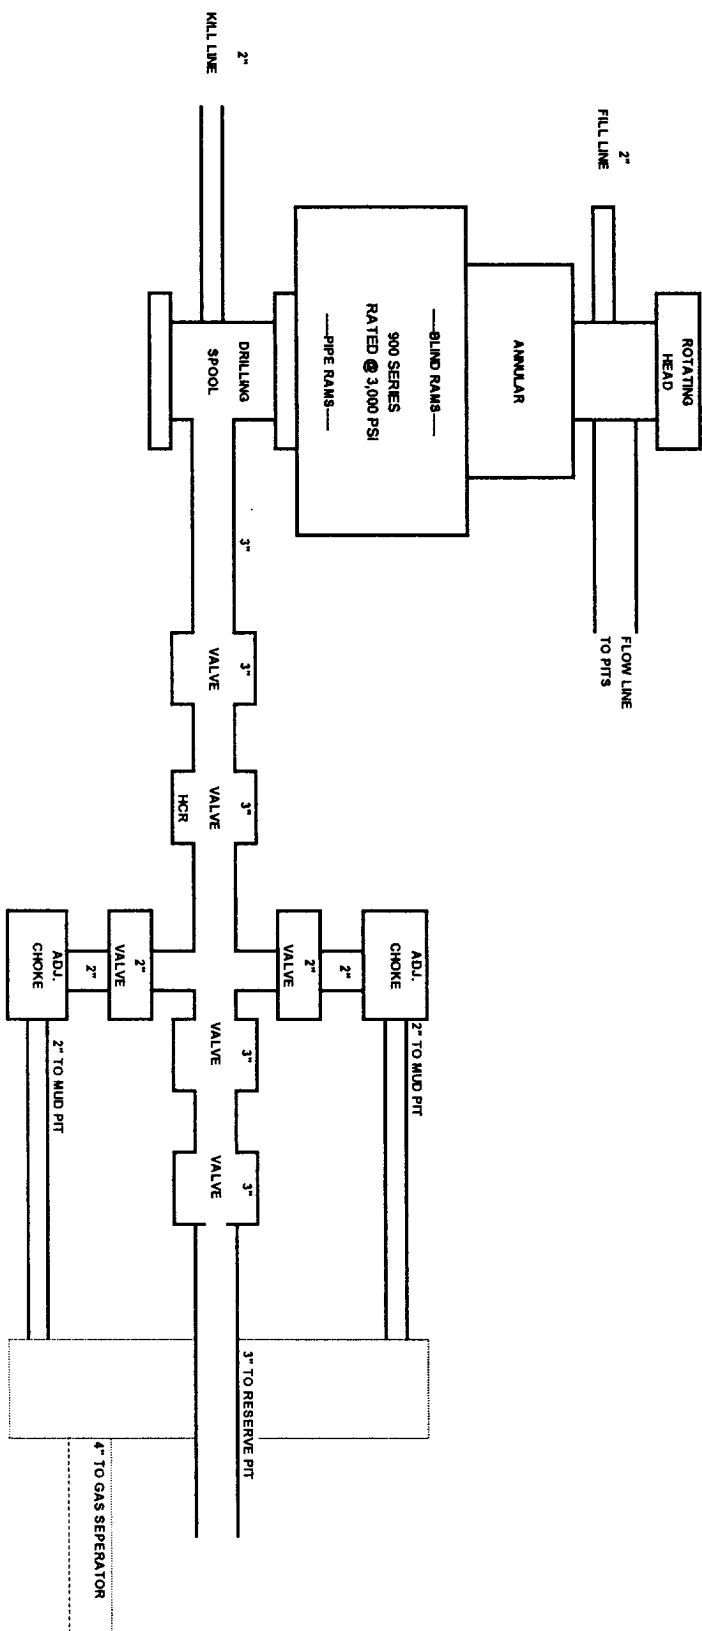 ROTATING
HEAD
2"
FILL LINE
FLOW LINE
TO PITS
ANNULAR
BLIND RAMS
900 SERIES
RATED @ 3,000 PSI
PIPE RAMS
2"
KILL LINE
DRILLING
SPOOL
3"
3"
VALVE
3"
VALVE
HCR
ADJ.
CHOKE
2"
2"
VALVE
2" TO MUD PIT
3"
VALVE
3"
VALVE
3" TO RESERVE PIT
2"
VALVE
2"
ADJ.
CHOKE
2" TO MUD PIT
4" TO GAS SEPERATOR